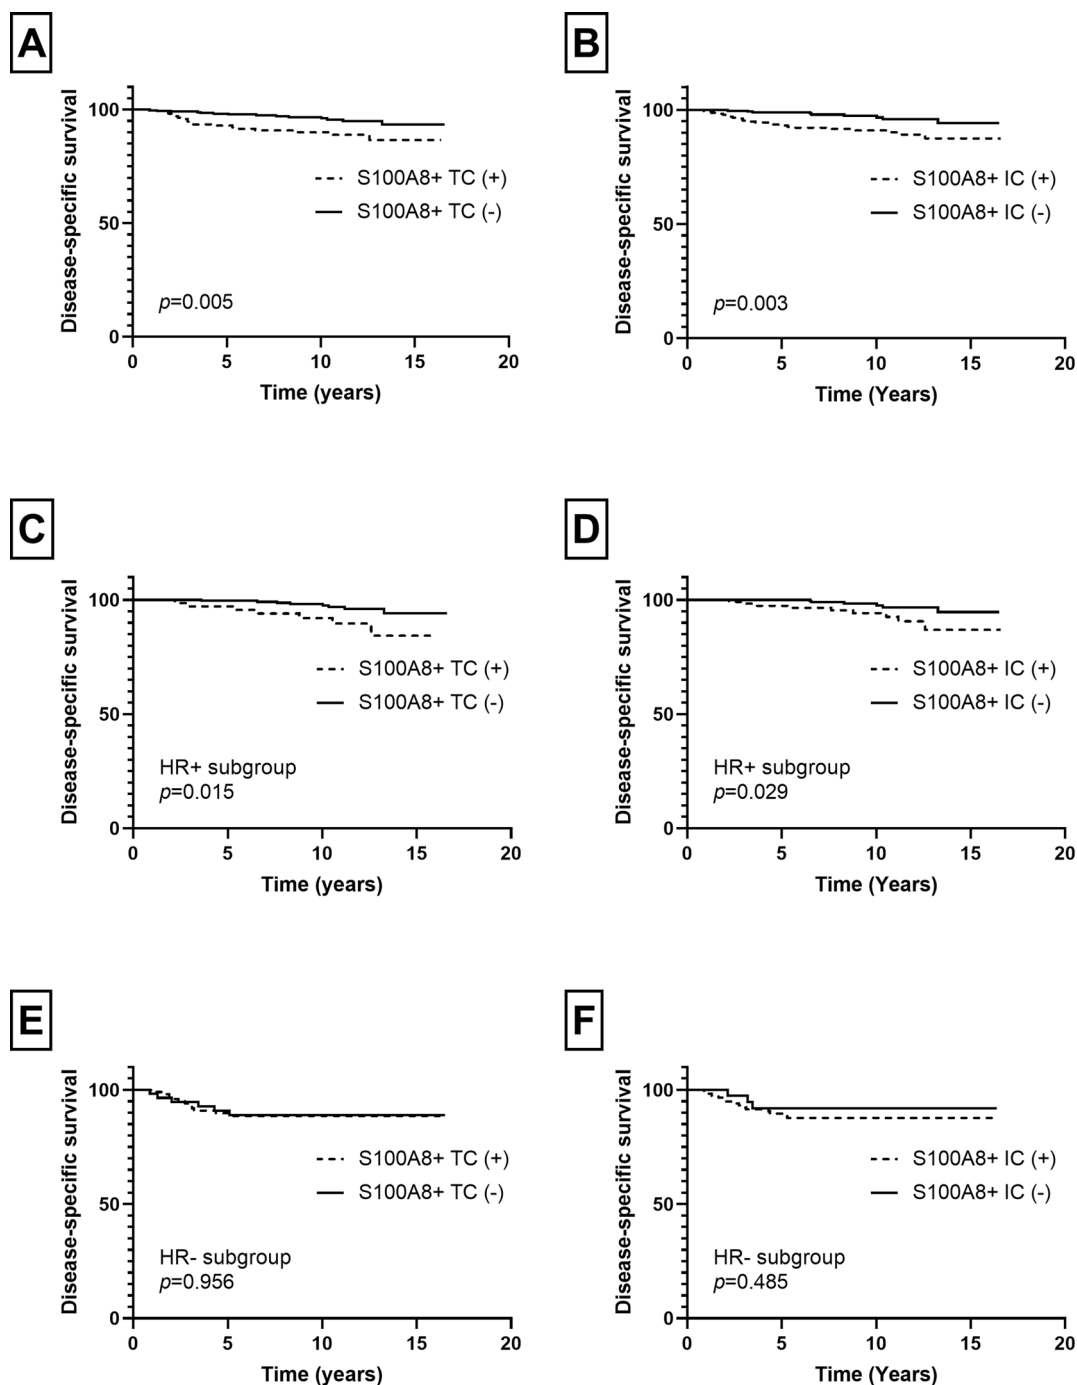 A
Disease-specific survival
100
50
0
S100A8+ TC (+)
S100A8+ TC (-)
p=0.005
0 5 10 15 20
Time (years)
B
Disease-specific survival
100
50
0
S100A8+ IC (+)
S100A8+ IC (-)
p=0.003
0 5 10 15 20
Time (Years)
C
Disease-specific survival
100
50
0
S100A8+ TC (+)
S100A8+ TC (-)
HR+ subgroup
p=0.015
0 5 10 15 20
Time (years)
D
Disease-specific survival
100
50
0
S100A8+ IC (+)
S100A8+ IC (-)
HR+ subgroup
p=0.029
0 5 10 15 20
Time (Years)
E
Disease-specific survival
100
50
0
S100A8+ TC (+)
S100A8+ TC (-)
HR- subgroup
p=0.956
0 5 10 15 20
Time (years)
F
Disease-specific survival
100
50
0
S100A8+ IC (+)
S100A8+ IC (-)
HR- subgroup
p=0.485
0 5 10 15 20
Time (Years)